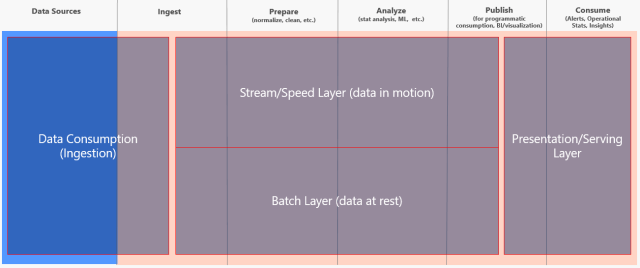 Data Sources
Ingest
Prepare
(normalize, clean, etc.)
Analyze
(stat analysis, ML, etc.)
Publish
(for programmatic
consumption, BI/visualization)
Consume
(Alerts, Operational
Stats, Insights)
Data Consumption
(Ingestion)
Stream/Speed Layer (data in motion)
Batch Layer (data at rest)
Presentation/Serving
Layer